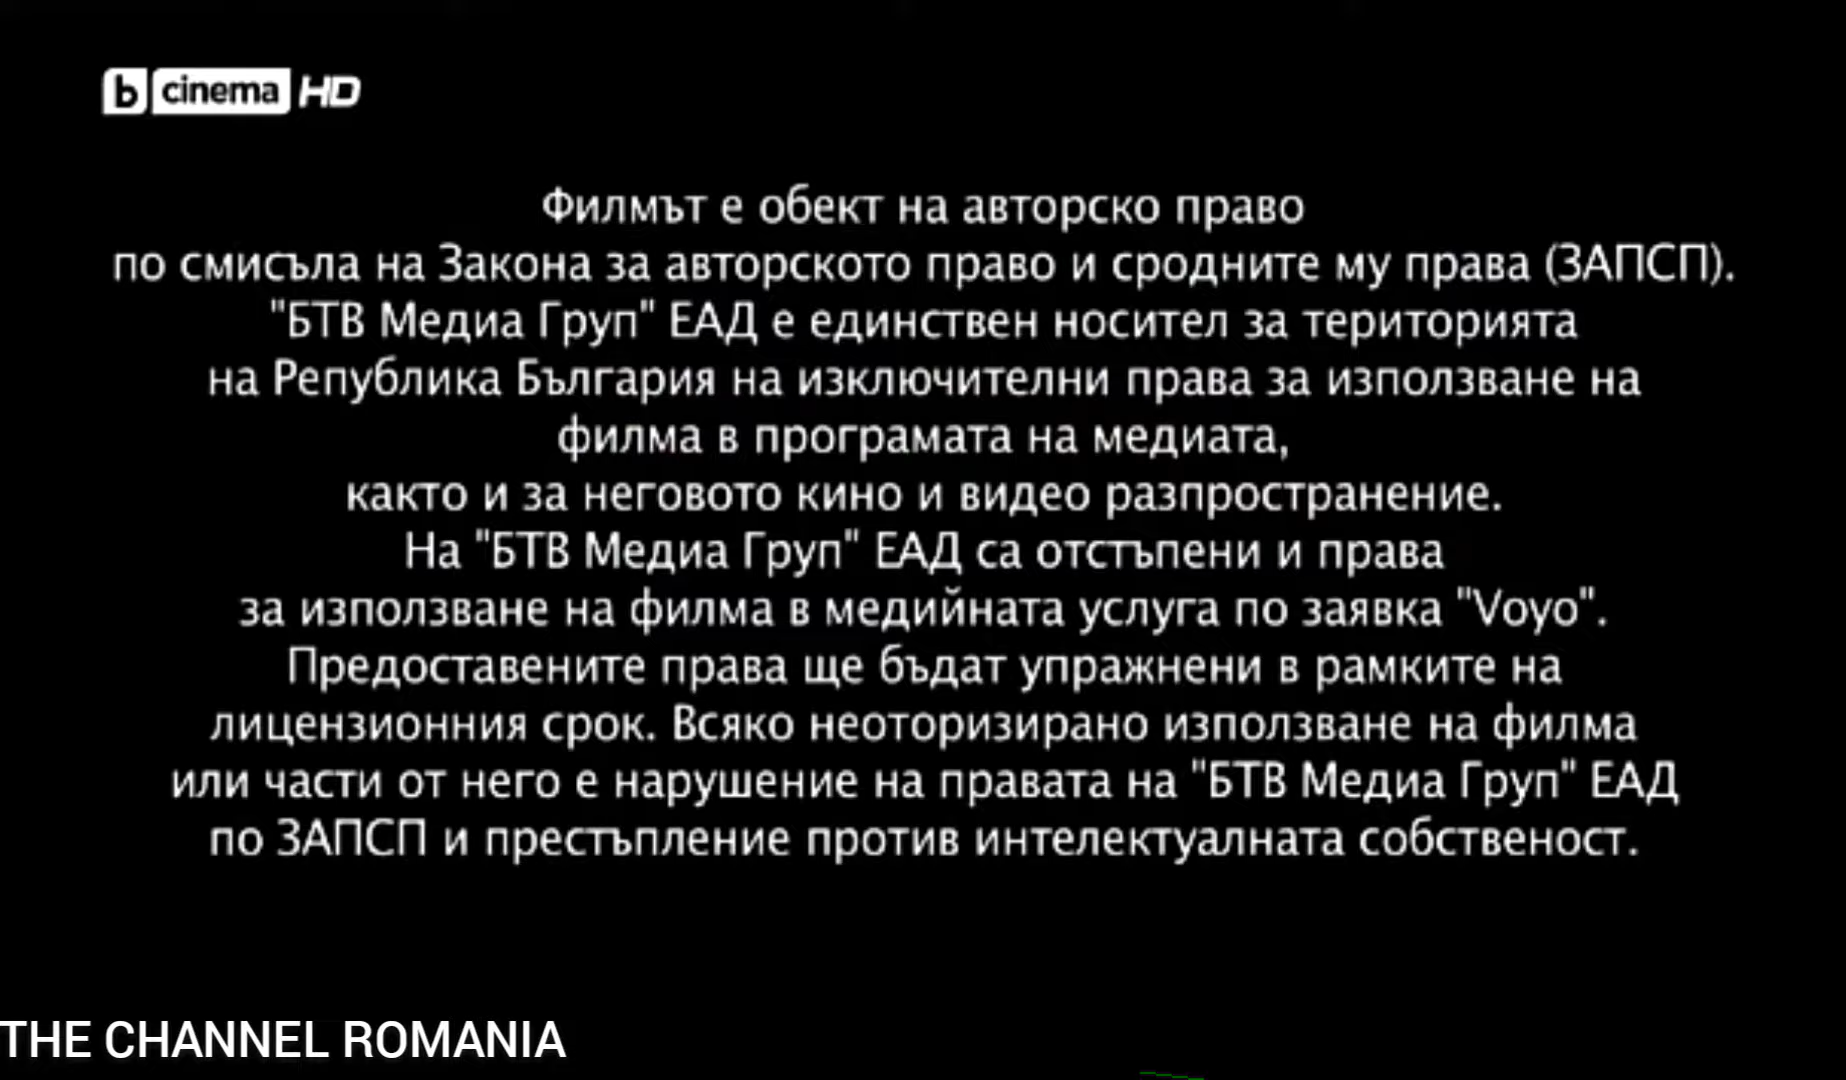 b cinema HD
Филмът е обект на авторско право
по смисъла на Закона за авторското право и сродните му права (ЗАПСП).
"БТВ Медиа Груп" ЕАД е единствен носител за територията
на Република България на изключителни права за използване на
филма в програмата на медиата,
както и за неговото кино и видео разпространение.
На "БТВ Медиа Груп" ЕАД са отстъпени и права
за използване на филма в медийната услуга по заявка "Voyo".
Предоставените права ще бъдат упражнени в рамките на
лицензионния срок. Всяко неоторизирано използване на филма
или части от него е нарушение на правата на "БТВ Медиа Груп" ЕАД
по ЗАПСП и престъпление против интелектуалната собственост.
THE CHANNEL ROMANIA